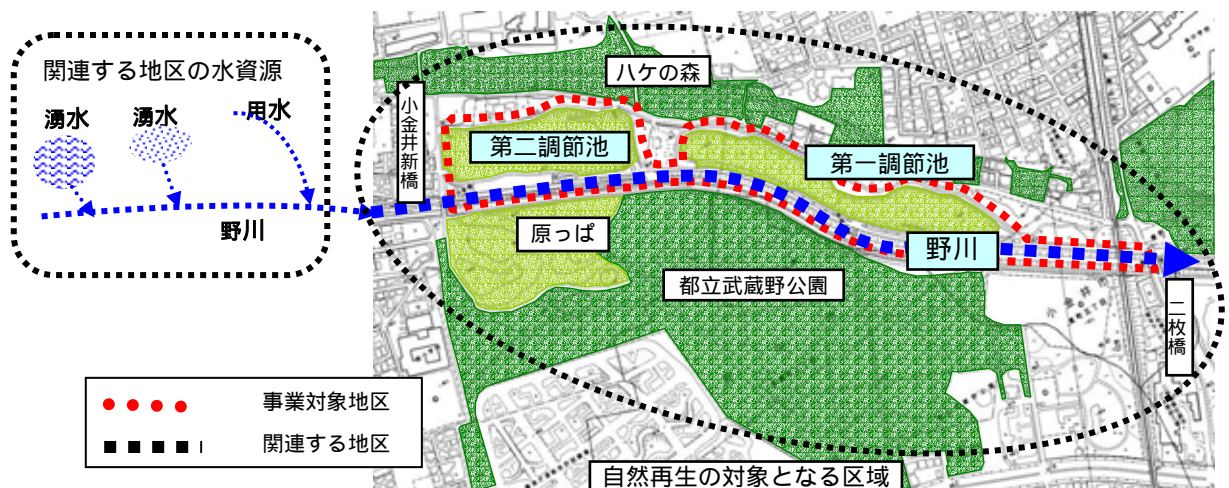 関連する地区の水資源
湧水
湧水
用水
野川
小金井新橋
ハケの森
第二調節池
第一調節池
原っぱ
野川
都立武蔵野公園
二枚橋
事業対象地区
関連する地区
自然再生の対象となる区域